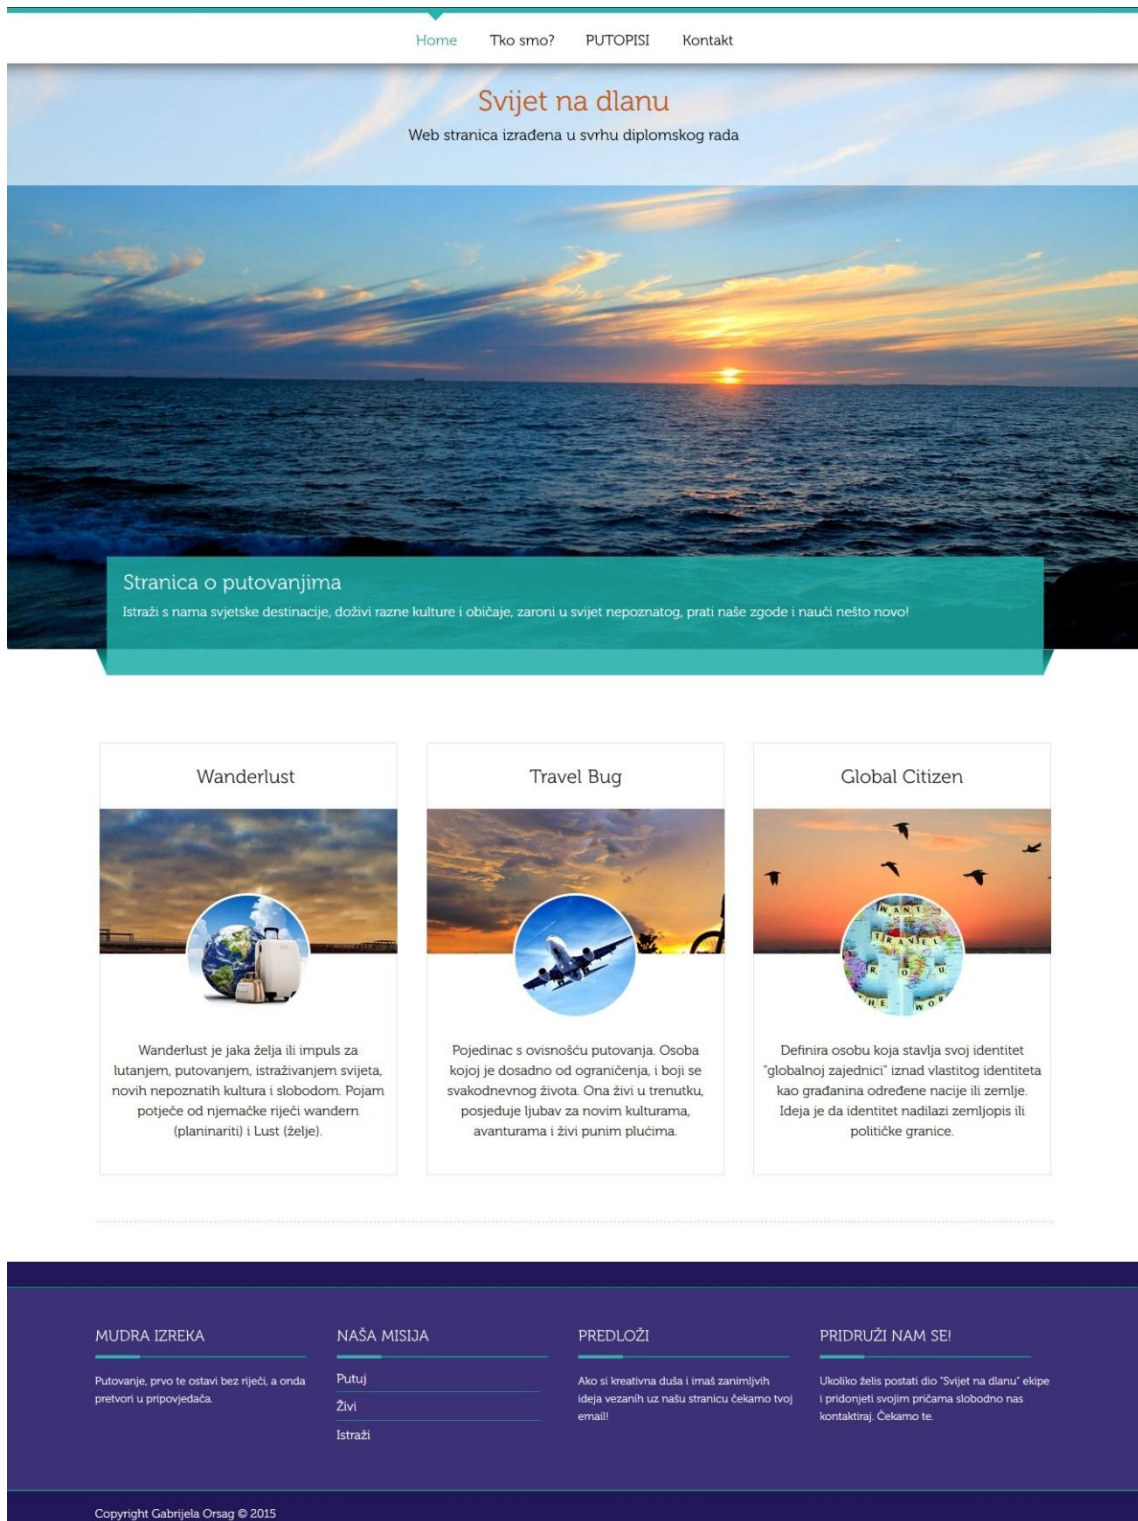 Home Tko smo? PUTOPISI Kontakt
Svijet na dlanu
Web stranica izrađena u svrhu diplomskog rada
Stranica o putovanjima
Istraži s nama svjetske destinacije, doživi razne kulture i običaje, zaroni u svijet nepoznatog, prati naše zgode i nauči nešto novo!
Wanderlust
Wanderlust je jaka želja ili impuls za
lutanjem, putovanjem, istraživanjem svijeta,
novih nepoznatih kultura i slobodom. Pojam
potječe od njemačke riječi wandern
(planinariti) i Lust (želje).
Travel Bug
Pojedinac s ovisnošću putovanja. Osoba
kojoj je dosadno od ograničenja, i boji se
svakodnevnog života. Ona živi u trenutku,
posjeduje ljubav za novim kulturama,
avanturama i živi punim plućima.
Global Citizen
WANT
TRAVEL
R O U
THE WOR
Definira osobu koja stavlja svoj identitet
"globalnoj zajednici" iznad vlastitog identiteta
kao građanina određene nacije ili zemlje.
Ideja je da identitet nadilazi zemljopis ili
političke granice.
MUDRA IZREKA
Putovanje, prvo te ostavi bez riječi, a onda
pretvori u pripovjedača.
NAŠA MISIJA
Putuj
Živi
Istraži
PREDLOŽI
Ako si kreativna duša i imaš zanimljvih
ideja vezanih uz našu stranicu čekamo tvoj
email!
PRIDRUŽI NAM SE!
Ukoliko želis postati dio "Svijet na dlanu" ekipe
i pridonjeti svojim pričama slobodno nas
kontaktiraj. Čekamo te.
Copyright Gabrijela Orsag © 2015